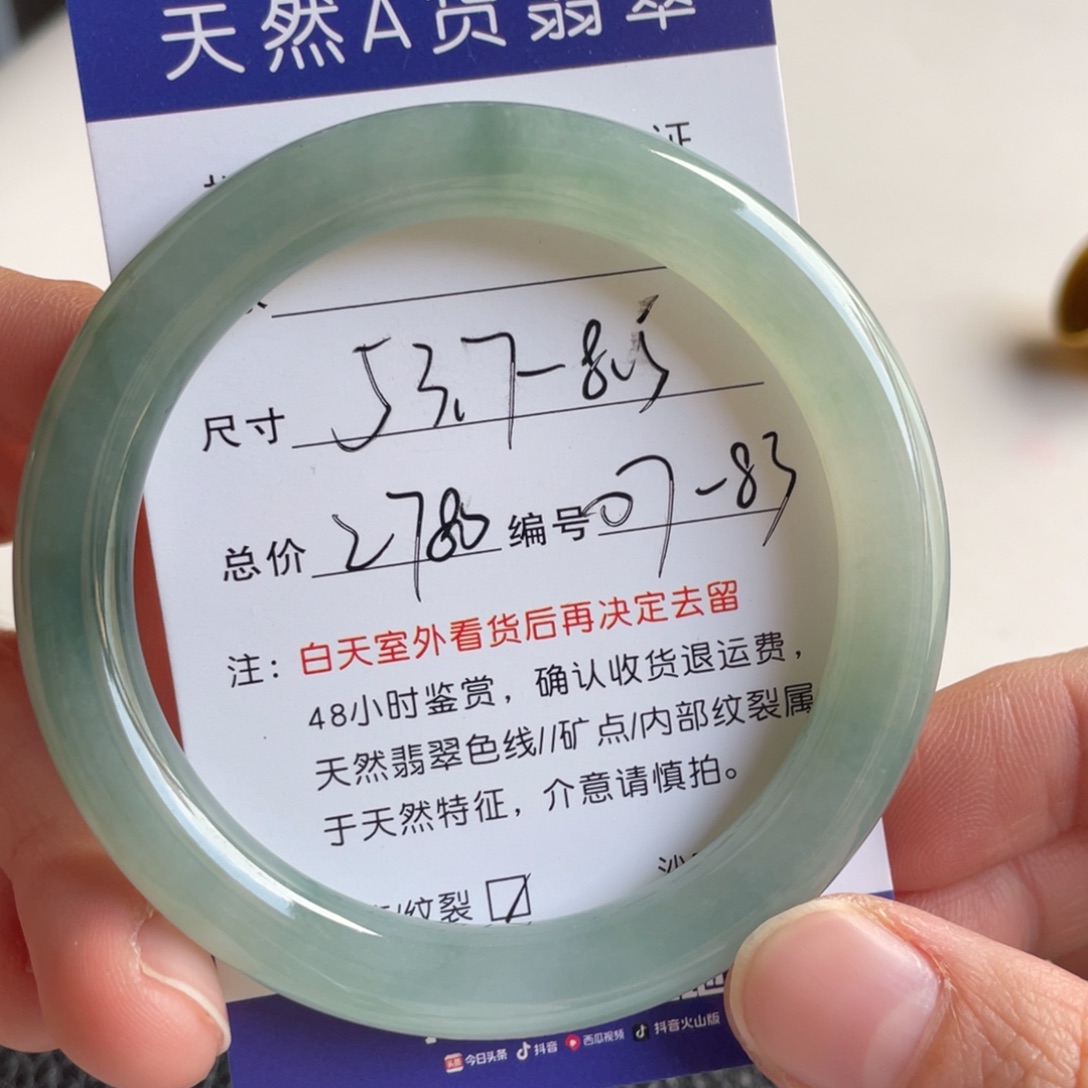 天然A货翡翠
证
尺寸 53.7-8.5
总价 2780 编号 07-83
注：白天室外看货后再决定去留
48小时鉴赏，确认收货退运费，
天然翡翠色线//矿点/内部纹裂属
于天然特征，介意请慎拍。
/纹裂
今日头条 抖音 西瓜视频 抖音火山版